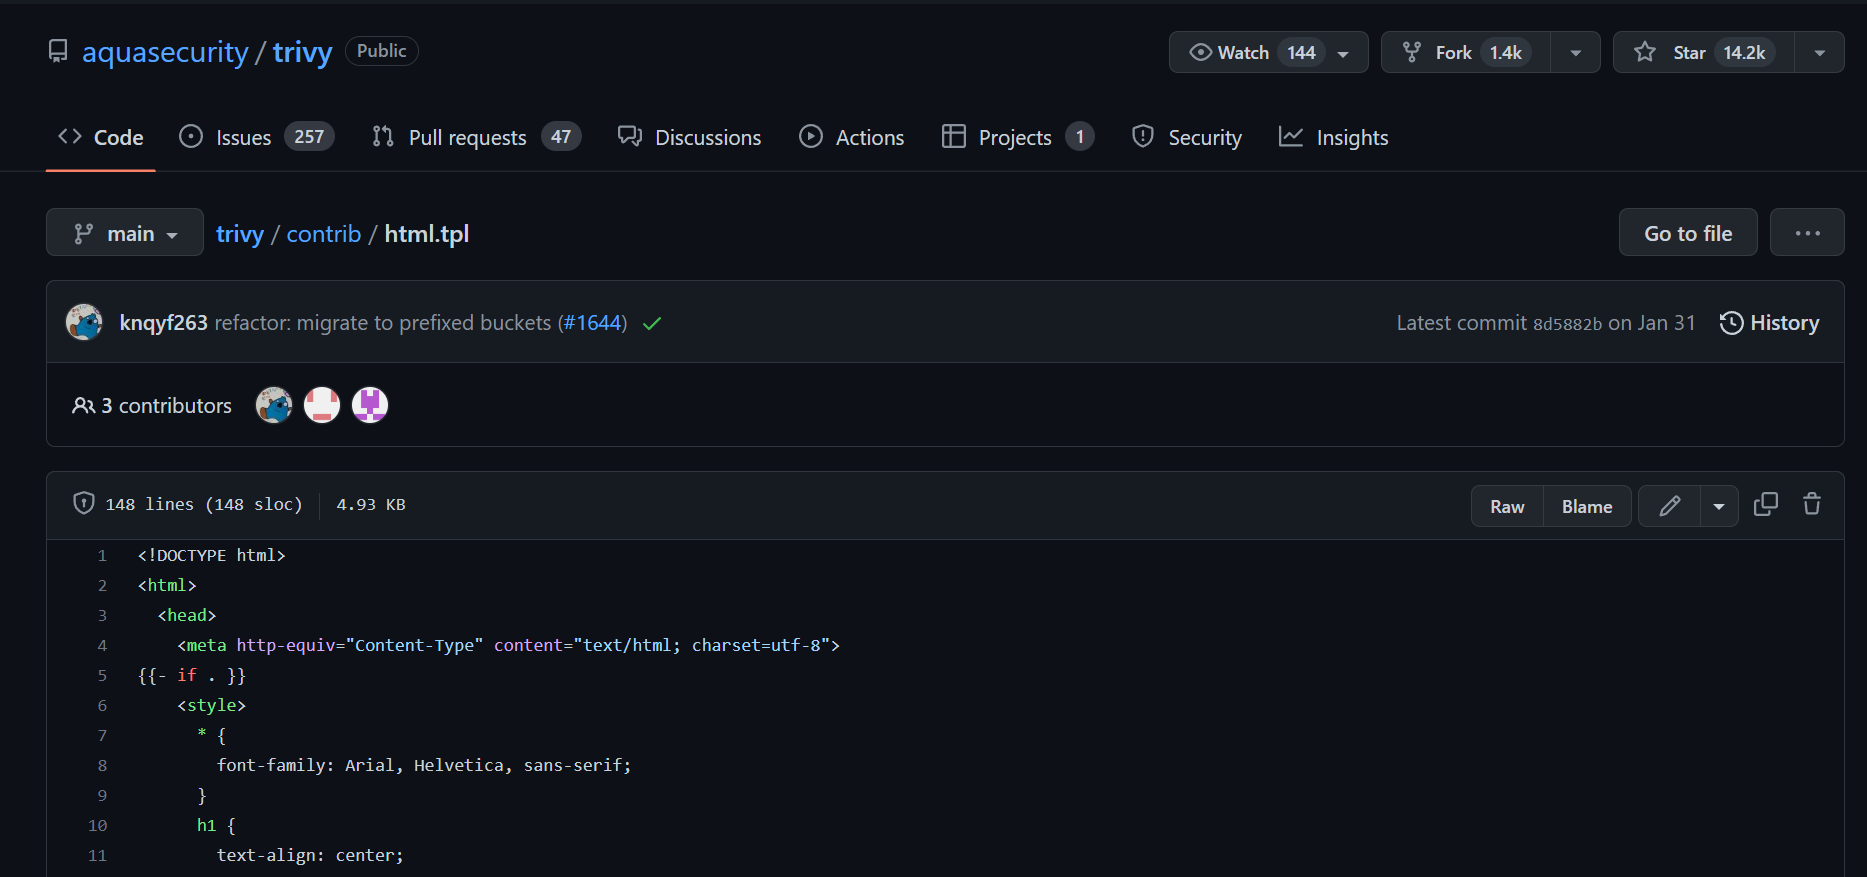 aquasecurity / trivy Public Watch 144 Fork 1.4k Star 14.2k
Code Issues 257 Pull requests 47 Discussions Actions Projects 1 Security Insights
main trivy / contrib / html.tpl Go to file ...
knqyf263 refactor: migrate to prefixed buckets (#1644) Latest commit 8d5882b on Jan 31 History
3 contributors
148 lines (148 sloc) 4.93 KB Raw Blame
1 <!DOCTYPE html>
2 <html>
3 <head>
4 <meta http-equiv="Content-Type" content="text/html; charset=utf-8">
5 {{- if . }}
6 <style>
7 * {
8 font-family: Arial, Helvetica, sans-serif;
9 }
10 h1 {
11 text-align: center;